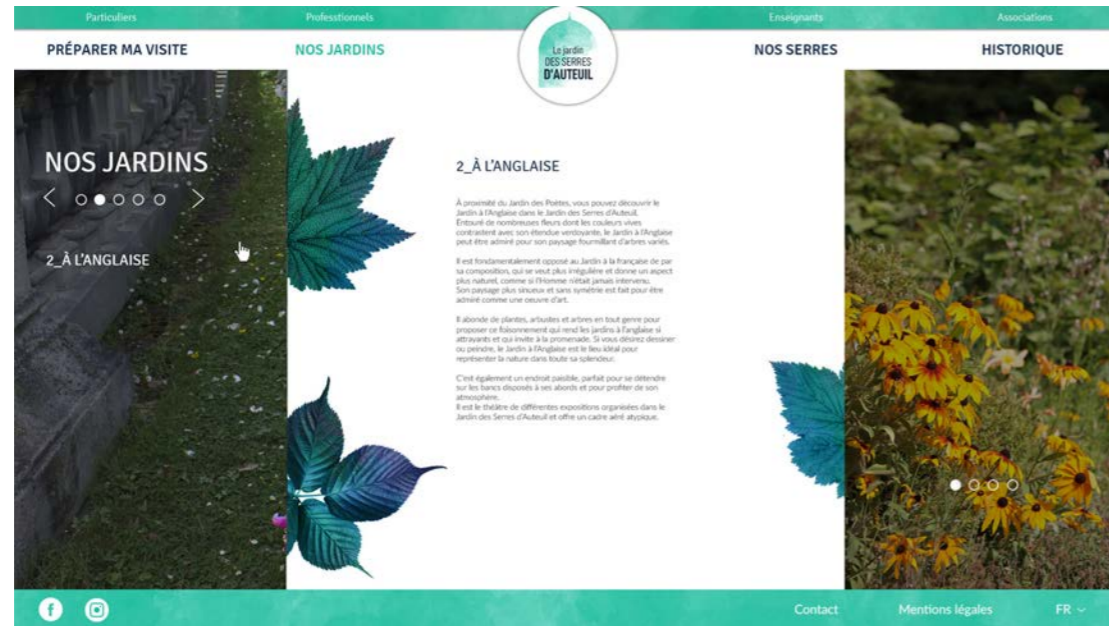 Particuliers
Professionnels
Enseignants
Associations
PRÉPARER MA VISITE
NOS JARDINS
Le jardin
DES SERRES
D'AUTEUIL
NOS SERRES
HISTORIQUE
NOS JARDINS
2_À L'ANGLAISE
2_À L'ANGLAISE
À proximité du Jardin des Poètes, vous pouvez découvrir le
Jardin à l'Anglaise dans le Jardin des Serres d'Auteuil.
Entouré de nombreuses fleurs dont les couleurs vives
contrastent avec son étendue verdoyante, le Jardin à l'Anglaise
peut être admiré pour son paysage fourmillant d'arbres variés.
Il est fondamentalement opposé au Jardin à la française de par
sa composition, qui se veut plus irrégulière et donne un aspect
plus naturel, comme si l'Homme n'était jamais intervenu.
Son paysage plus sinueux et sans symétrie est fait pour être
admiré comme une oeuvre d'art.
Il abonde de plantes, arbustes et arbres en tout genre pour
proposer ce foisonnement qui rend les jardins à l'anglaise si
attrayants et qui invite à la promenade. Si vous désirez dessiner
ou peindre, le Jardin à l'Anglaise est le lieu idéal pour
représenter la nature dans toute sa splendeur.
C'est également un endroit paisible, parfait pour se détendre
sur les bancs disposés à ses abords et pour profiter de son
atmosphère.
Il est le théâtre de différentes expositions organisées dans le
Jardin des Serres d'Auteuil et offre un cadre aéré atypique.
Contact
Mentions légales
FR